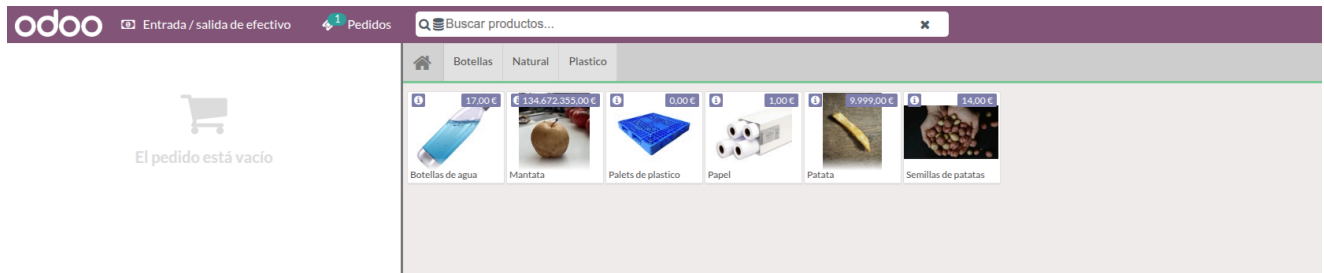 odoo
Entrada / salida de efectivo
1
Pedidos
Buscar productos...
Botellas
Natural
Plastico
El pedido está vacío
17,00 €
Botellas de agua
134.672.355,00 €
Mantata
0,00 €
Palets de plastico
1,00 €
Papel
9.999,00 €
Patata
14,00 €
Semillas de patatas